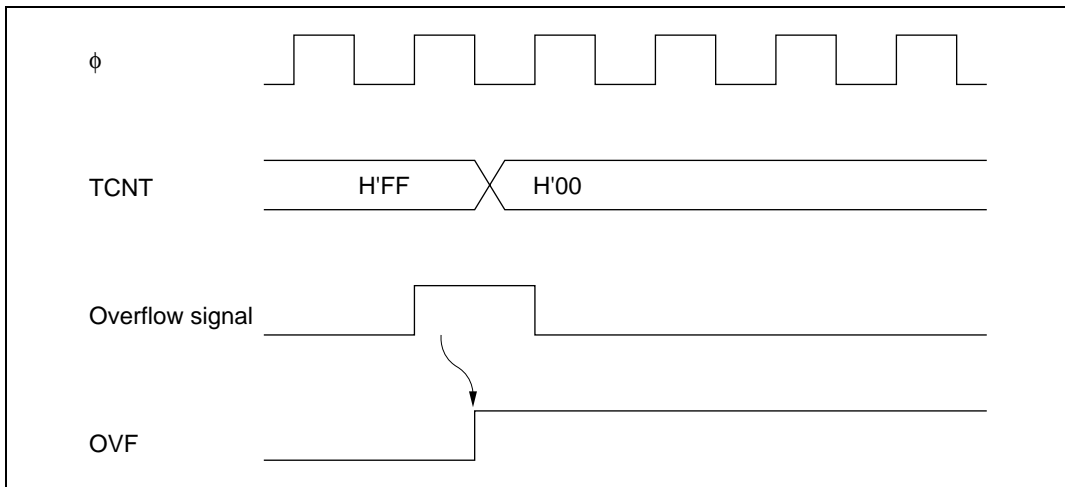 ϕ
TCNT
H'FF
H'00
Overflow signal
OVF